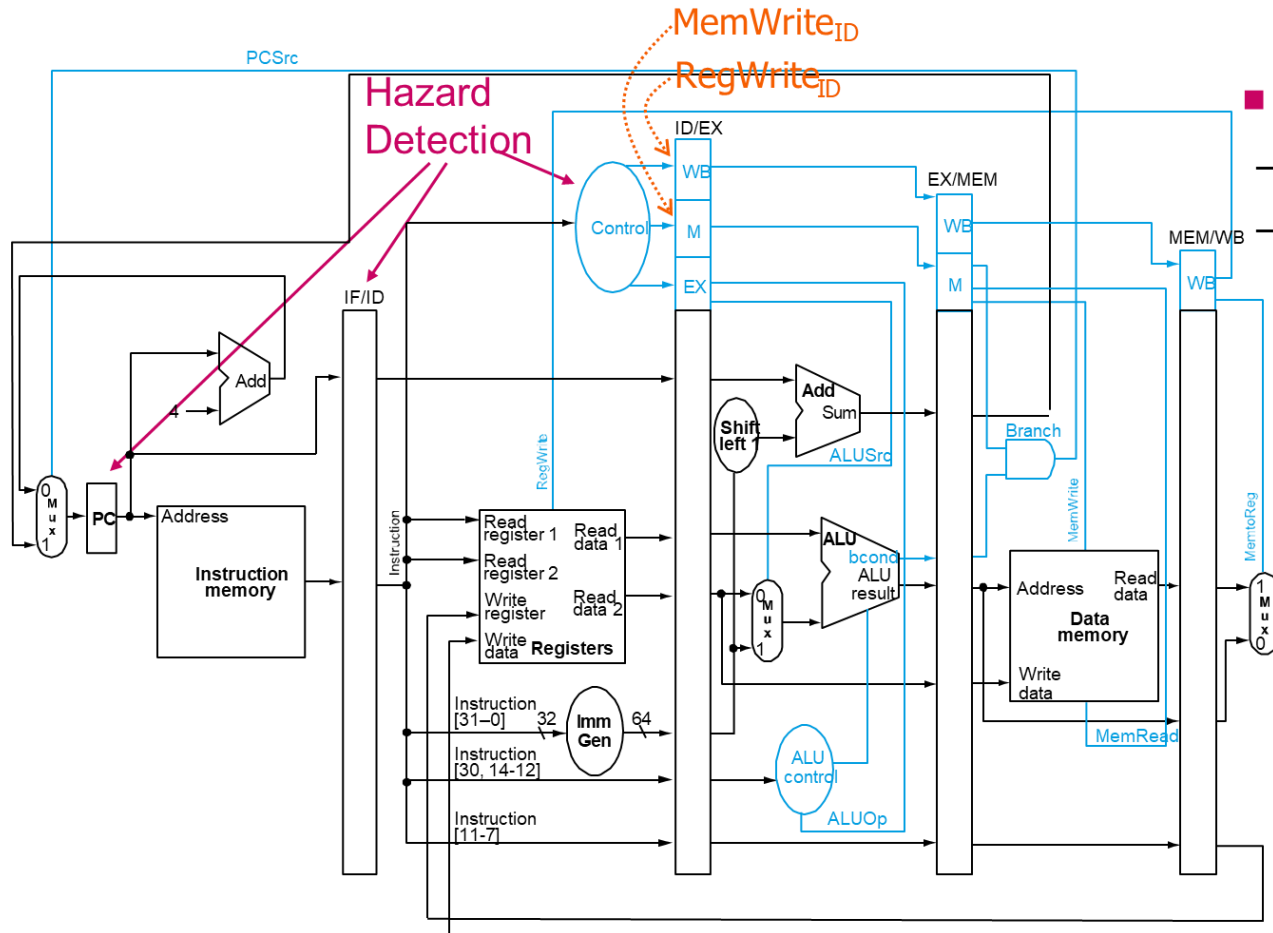 MemWriteID
PCSrc
RegWriteID
Hazard
Detection
ID/EX
WB
EX/MEM
Control
M
WB
MEM/WB
EX
M
WB
IF/ID
Add
4
Add
Sum
Shift
left 1
Branch
ALUSrc
RegWrite
MemWrite
MemtoReg
0
M
u
x
1
PC
Address
Instruction
memory
Instruction
Read
register 1
Read
data 1
Read
register 2
Write
register
Read
data 2
Write
data
Registers
ALU
bcond
ALU
result
0
M
u
x
1
Address
Read
data
Data
memory
Write
data
1
M
u
x
0
Instruction
[31–0]
32
Imm
Gen
64
MemRead
Instruction
[30, 14-12]
ALU
control
Instruction
[11-7]
ALUOp